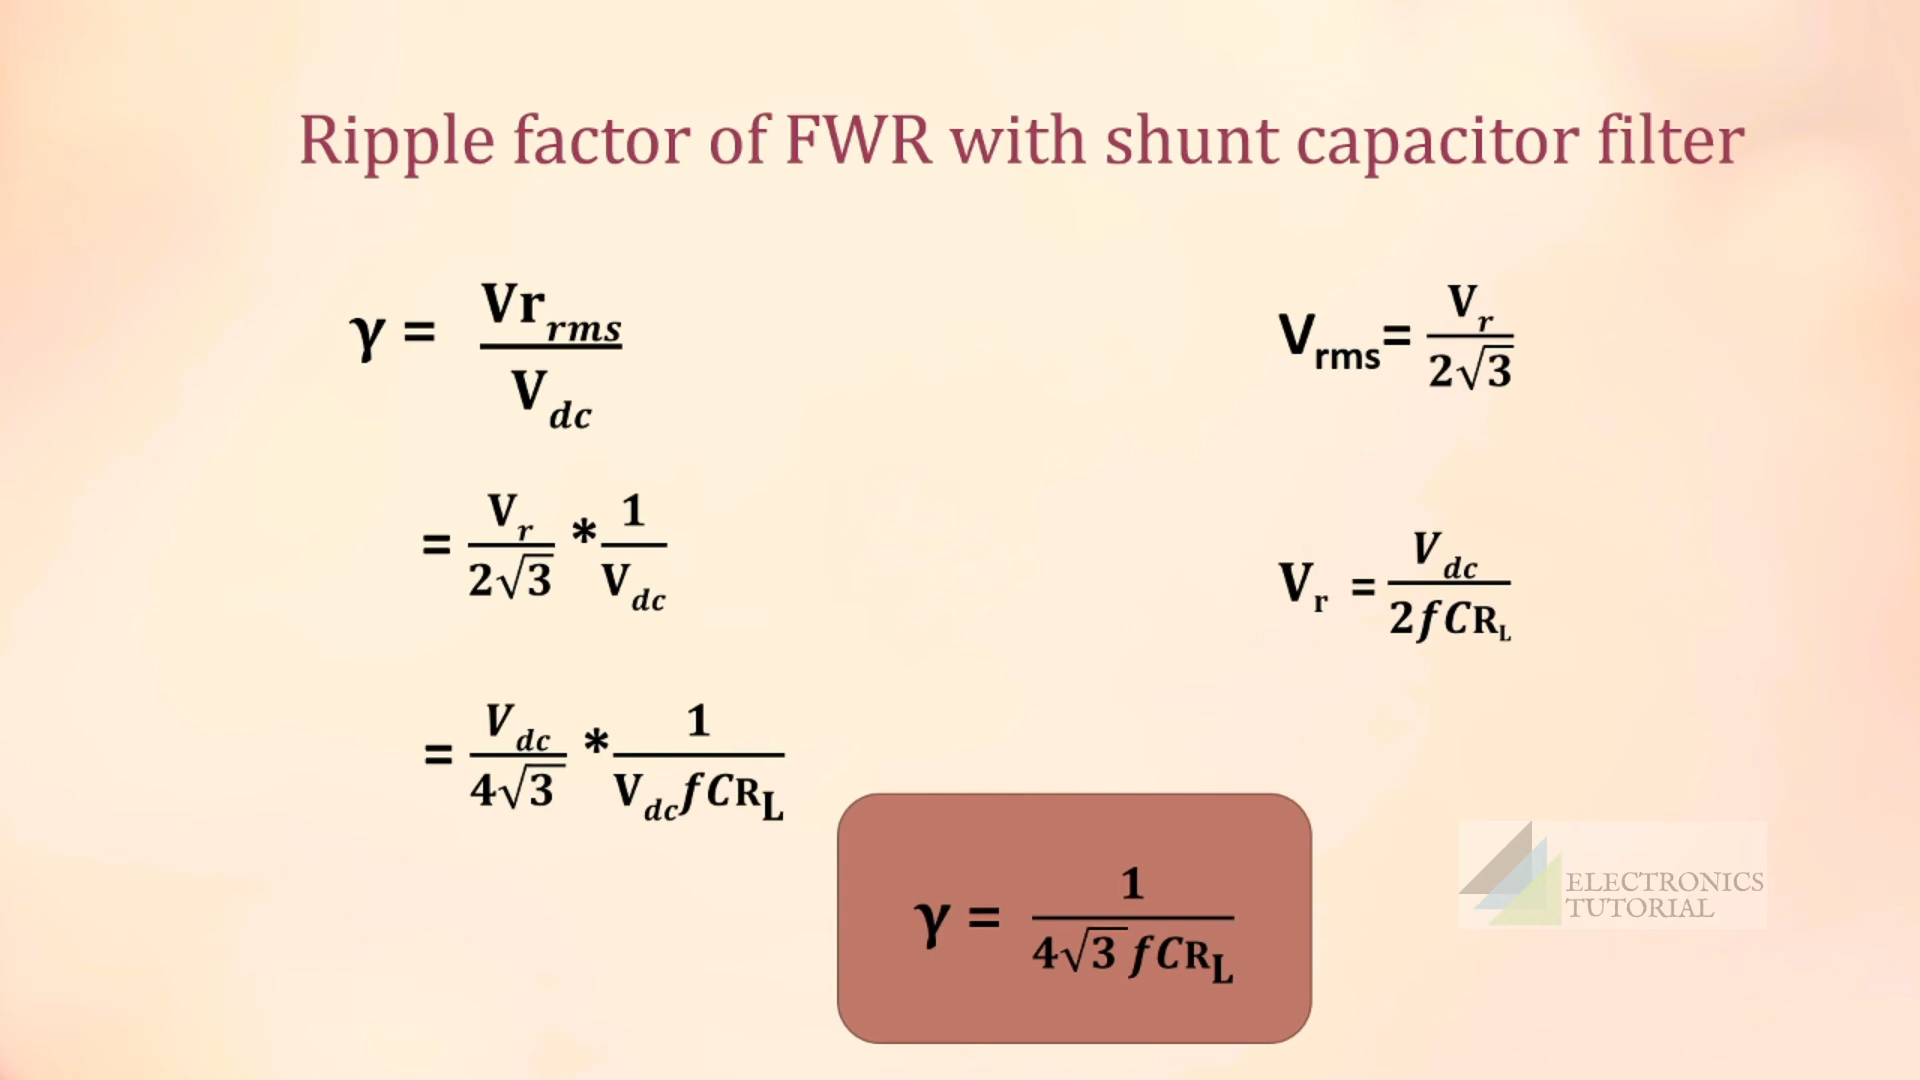 Ripple factor of FWR with shunt capacitor filter
γ = Vr_rms / V_dc
V_rms = V_r / 2√3
= V_r / 2√3 * 1 / V_dc
V_r = V_dc / 2fCR_L
= V_dc / 4√3 * 1 / V_dc fCR_L
γ = 1 / 4√3 fCR_L
ELECTRONICS
TUTORIAL